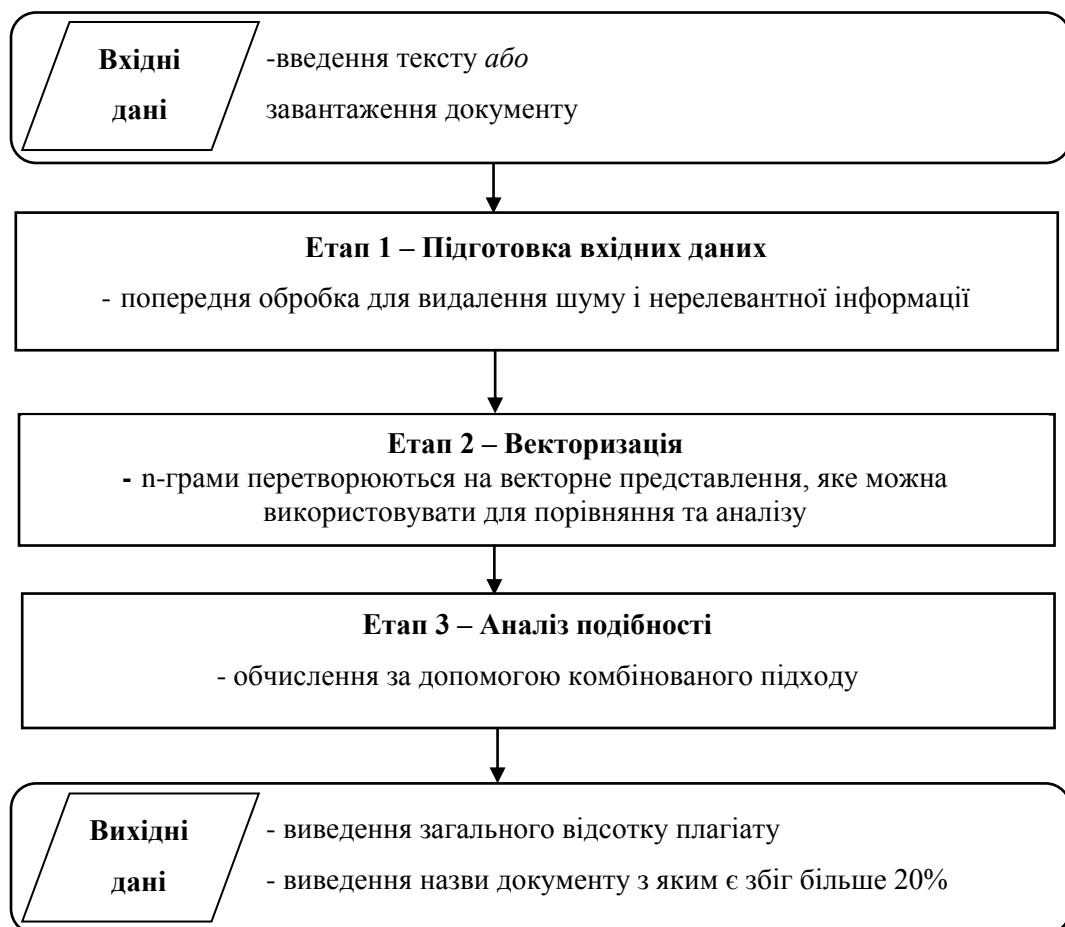 Вхідні
дані
-введення тексту або
завантаження документу
Етап 1 – Підготовка вхідних даних
- попередня обробка для видалення шуму і нерелевантної інформації
Етап 2 – Векторизація
- n-грами перетворюються на векторне представлення, яке можна
використовувати для порівняння та аналізу
Етап 3 – Аналіз подібності
- обчислення за допомогою комбінованого підходу
Вихідні
дані
- виведення загального відсотку плагіату
- виведення назви документу з яким є збіг більше 20%